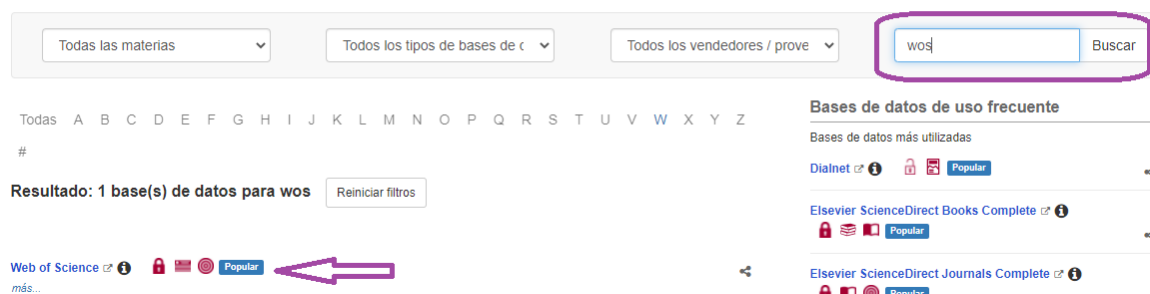 Todas las materias
Todos los tipos de bases de c
Todos los vendedores / prove
wos
Buscar
Todas A B C D E F G H I J K L M N O P Q R S T U V W X Y Z
#
Resultado: 1 base(s) de datos para wos
Reiniciar filtros
Web of Science
Popular
más...
Bases de datos de uso frecuente
Bases de datos más utilizadas
Dialnet
Popular
Elsevier ScienceDirect Books Complete
Popular
Elsevier ScienceDirect Journals Complete
Popular